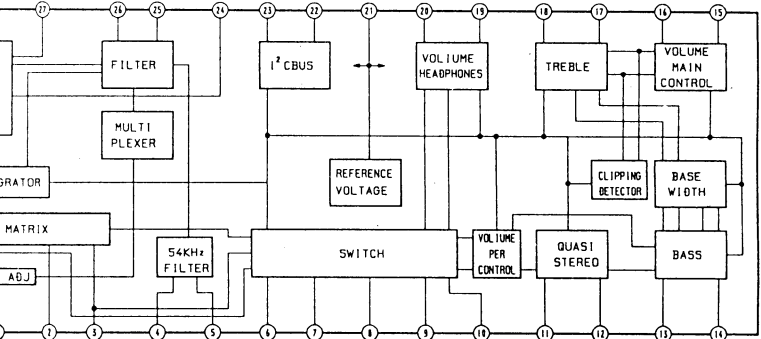 27
26
25
24
23
22
21
20
19
18
17
16
15
FILTER
I²CBUS
VOLIUME
HEADPHONES
TREBLE
VOLUME
MAIN
CONTROL
MULTI
PLEXER
GRATOR
REFERENCE
VOLTAGE
CLIPPING
DETECTOR
BASE
WIDTH
MATRIX
54KHz
FILTER
SWITCH
VOLIUME
PER
CONTROL
QUASI
STEREO
BASS
ADJ
2
3
4
5
6
7
8
9
10
11
12
13
14